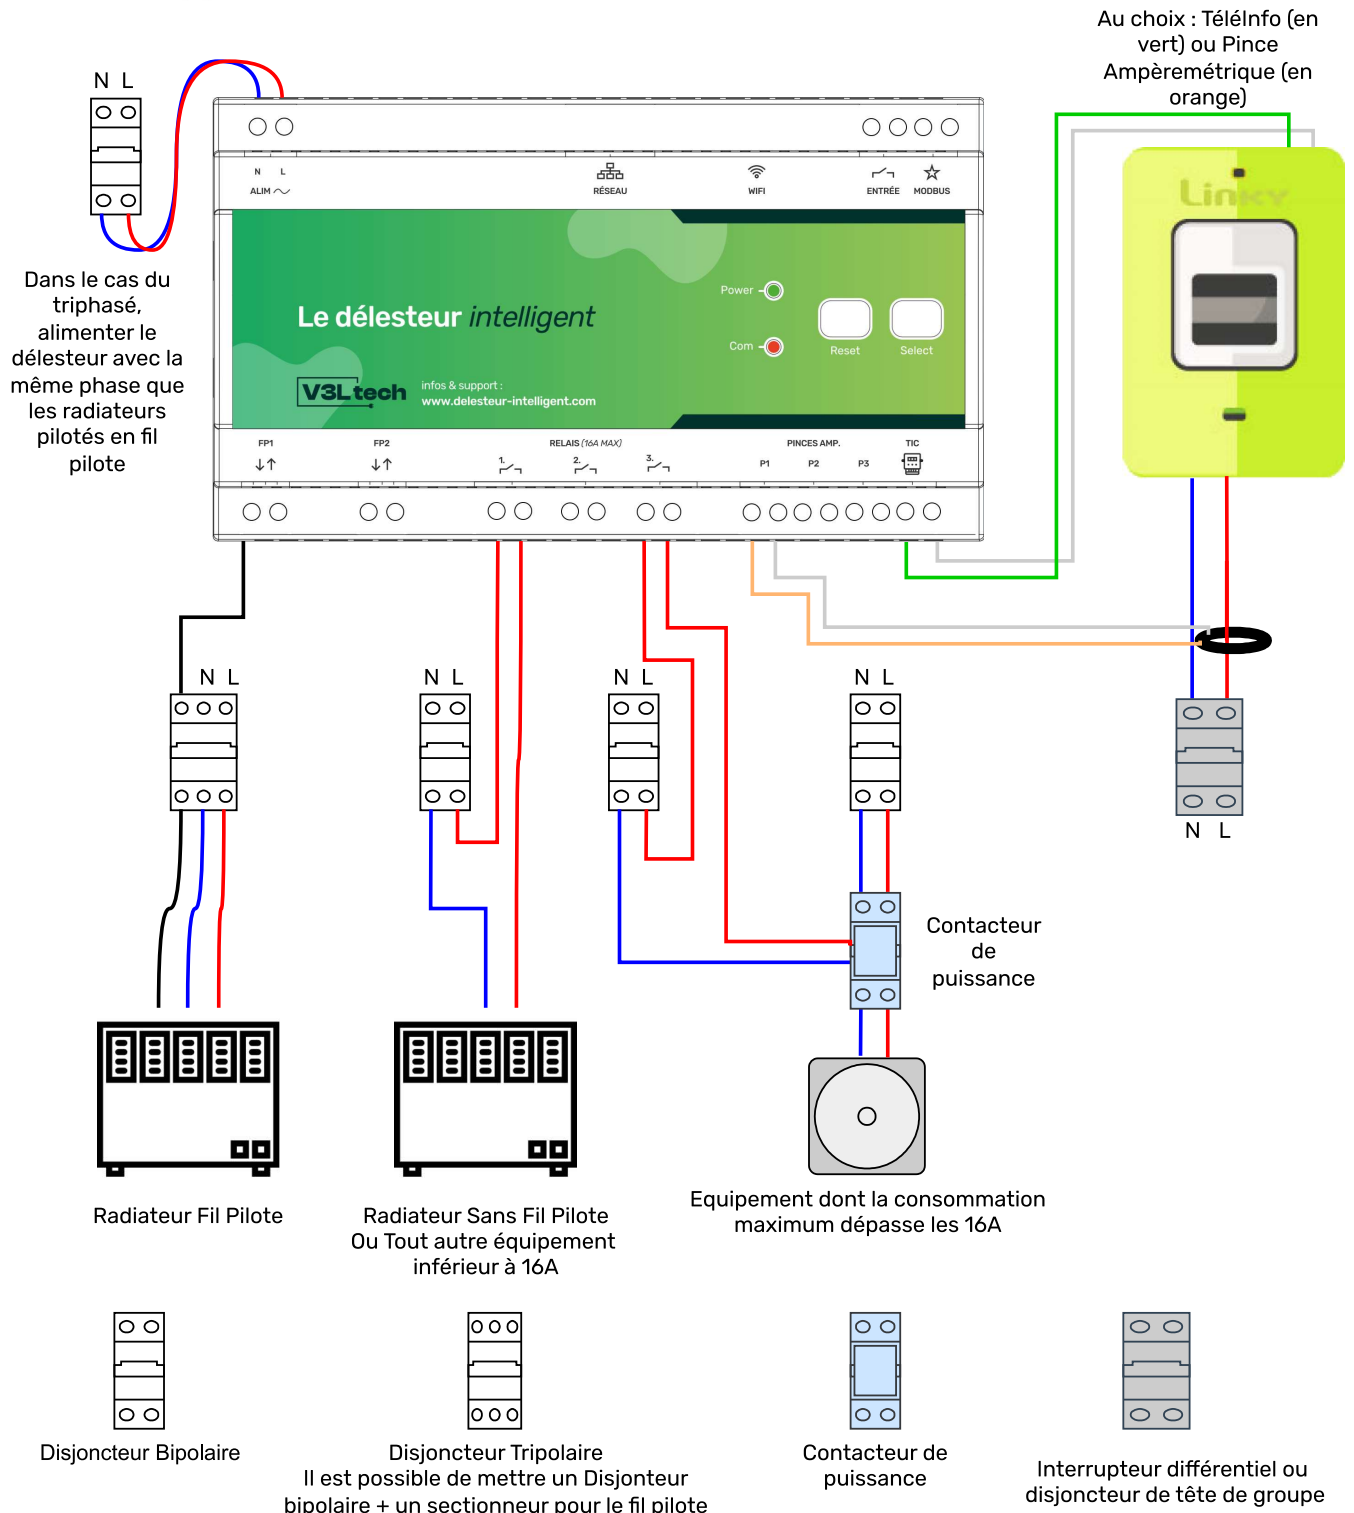 Au choix : TéléInfo (en
vert) ou Pince
Ampèremétrique (en
orange)
N L
N L
ALIM
RÉSEAU
WIFI
ENTRÉE
MODBUS
Linky
Dans le cas du
triphasé,
alimenter le
délesteur avec la
même phase que
les radiateurs
pilotés en fil
pilote
Le délesteur intelligent
Power
Com
Reset
Select
V3Ltech
infos & support :
www.delesteur-intelligent.com
FP1
FP2
RELAIS (16A MAX)
1.
2.
3.
PINCES AMP.
P1
P2
P3
TIC
N L
N L
N L
N L
N L
Contacteur
de
puissance
Radiateur Fil Pilote
Radiateur Sans Fil Pilote
Ou Tout autre équipement
inférieur à 16A
Equipement dont la consommation
maximum dépasse les 16A
Disjoncteur Bipolaire
Disjoncteur Tripolaire
Il est possible de mettre un Disjonteur
bipolaire + un sectionneur pour le fil pilote
Contacteur de
puissance
Interrupteur différentiel ou
disjoncteur de tête de groupe